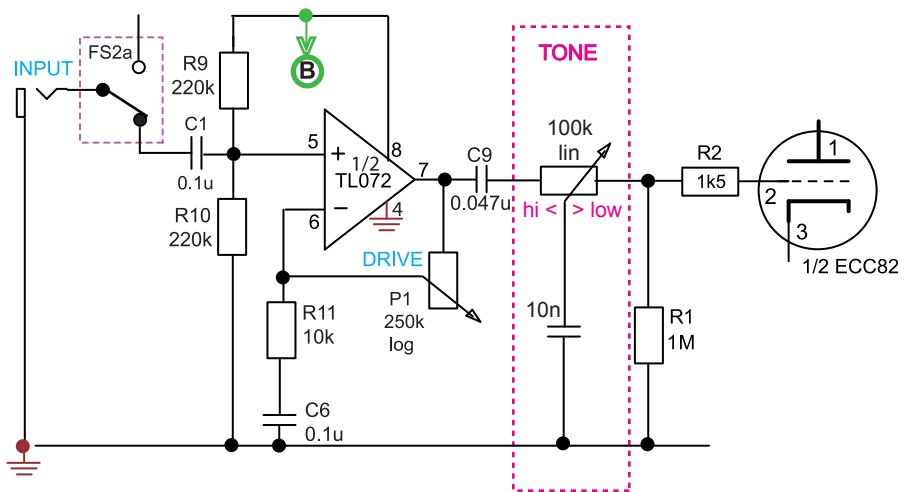 FS2a
INPUT
R9
220k
B
TONE
C1
0.1u
5
+
1/2
TL072
8
7
6
−
4
C9
0.047u
100k
lin
hi < > low
R2
1k5
1
2
3
1/2 ECC82
R10
220k
DRIVE
P1
250k
log
R11
10k
10n
R1
1M
C6
0.1u